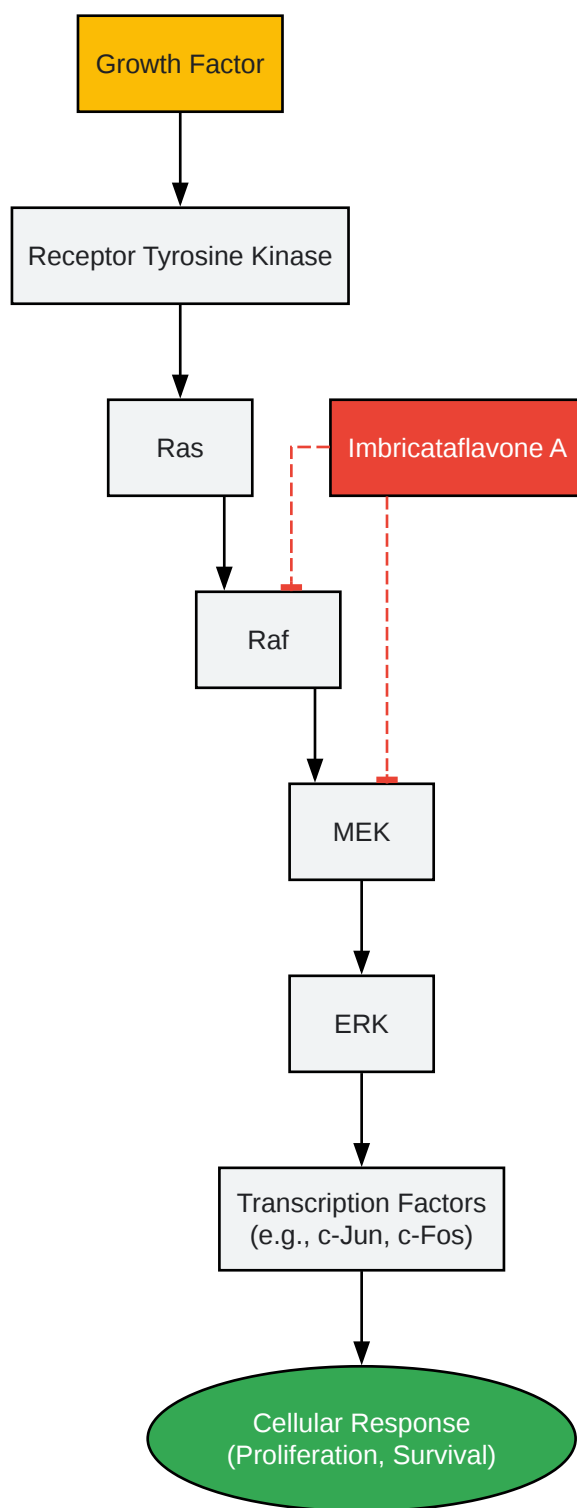 Growth Factor
Receptor Tyrosine Kinase
Ras
Imbricataflavone A
Raf
MEK
ERK
Transcription Factors
(e.g., c-Jun, c-Fos)
Cellular Response
(Proliferation, Survival)